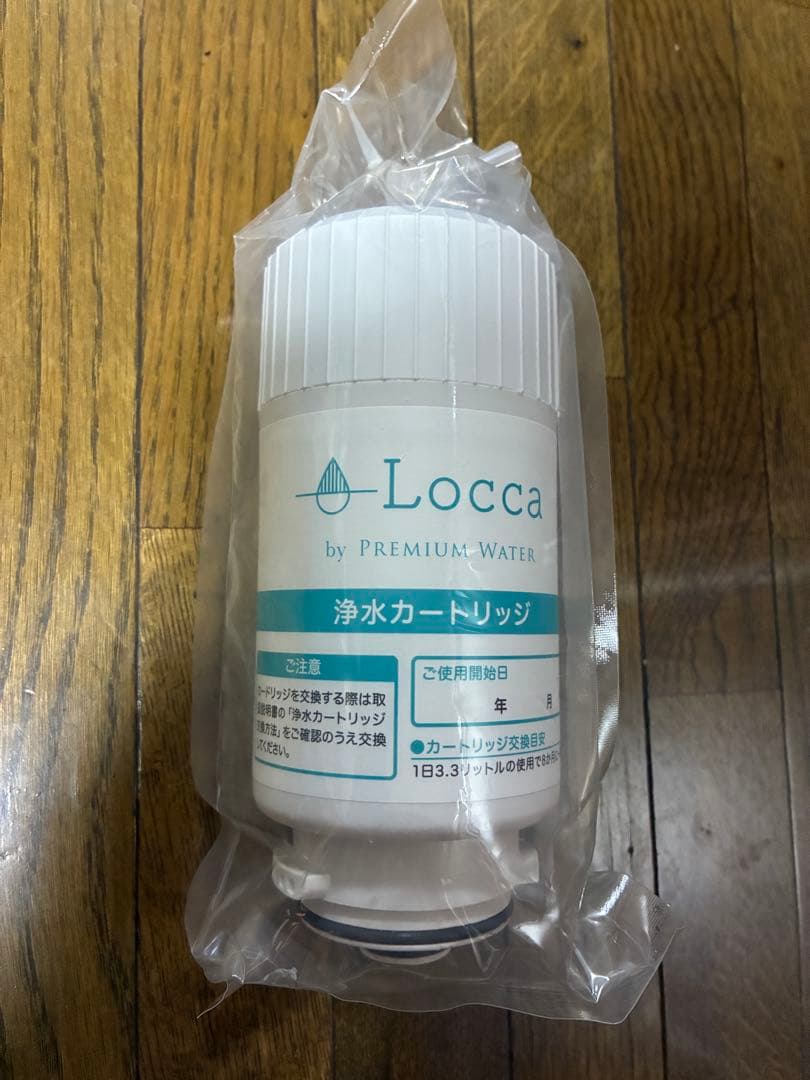 Locca
by PREMIUM WATER
浄水カートリッジ
ご注意
カートリッジを交換する際は取
説明書の「浄水カートリッジ
交換方法」をご確認のうえ交換
してください。
ご使用開始日
年 月
●カートリッジ交換目安
1日3.3リットルの使用で8か月に